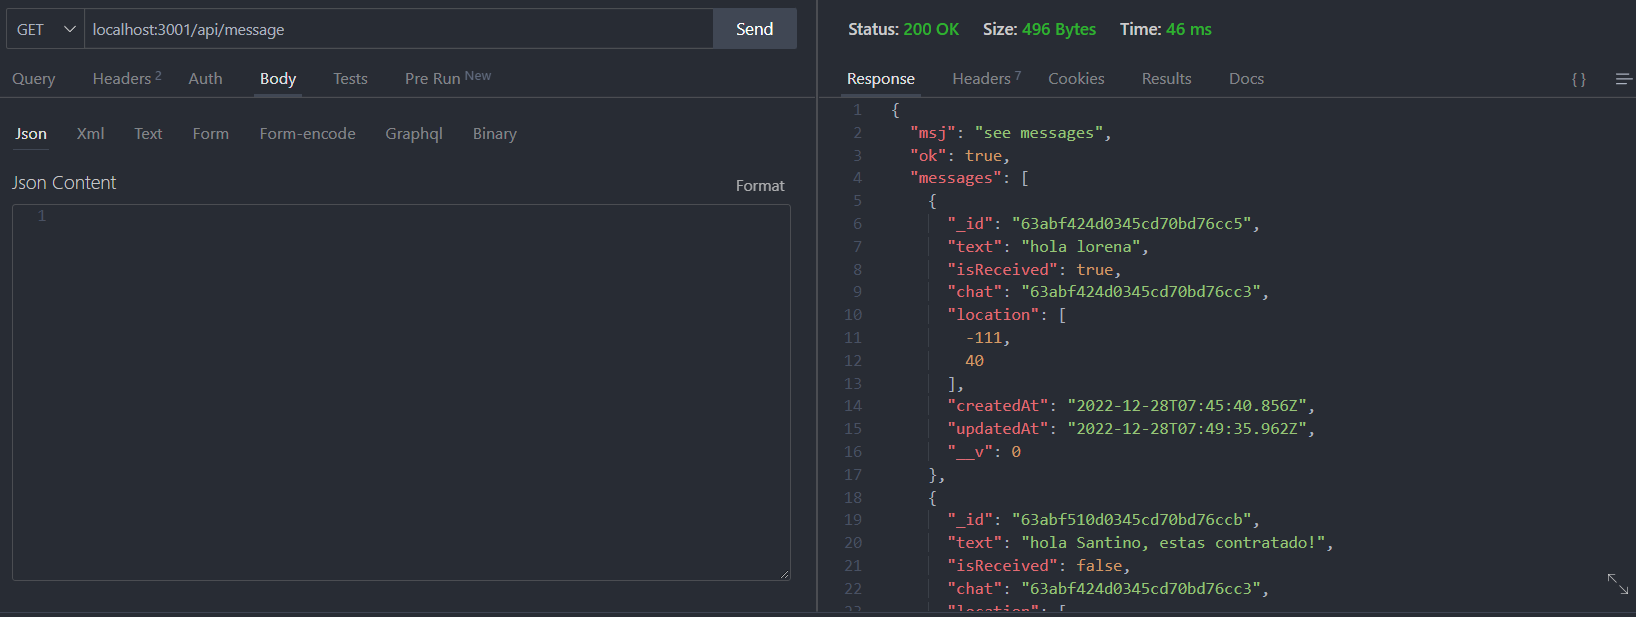 GET localhost:3001/api/message Send
Query Headers 2 Auth Body Tests Pre Run New
Json Xml Text Form Form-encode Graphql Binary
Json Content
Format
1
Status: 200 OK Size: 496 Bytes Time: 46 ms
Response Headers 7 Cookies Results Docs { }
1 {
2 "msj": "see messages",
3 "ok": true,
4 "messages": [
5 {
6 "_id": "63abf424d0345cd70bd76cc5",
7 "text": "hola lorena",
8 "isReceived": true,
9 "chat": "63abf424d0345cd70bd76cc3",
10 "location": [
11 -111,
12 40
13 ],
14 "createdAt": "2022-12-28T07:45:40.856Z",
15 "updatedAt": "2022-12-28T07:49:35.962Z",
16 "__v": 0
17 },
18 {
19 "_id": "63abf510d0345cd70bd76ccb",
20 "text": "hola Santino, estas contratado!",
21 "isReceived": false,
22 "chat": "63abf424d0345cd70bd76cc3",
23 "location": [